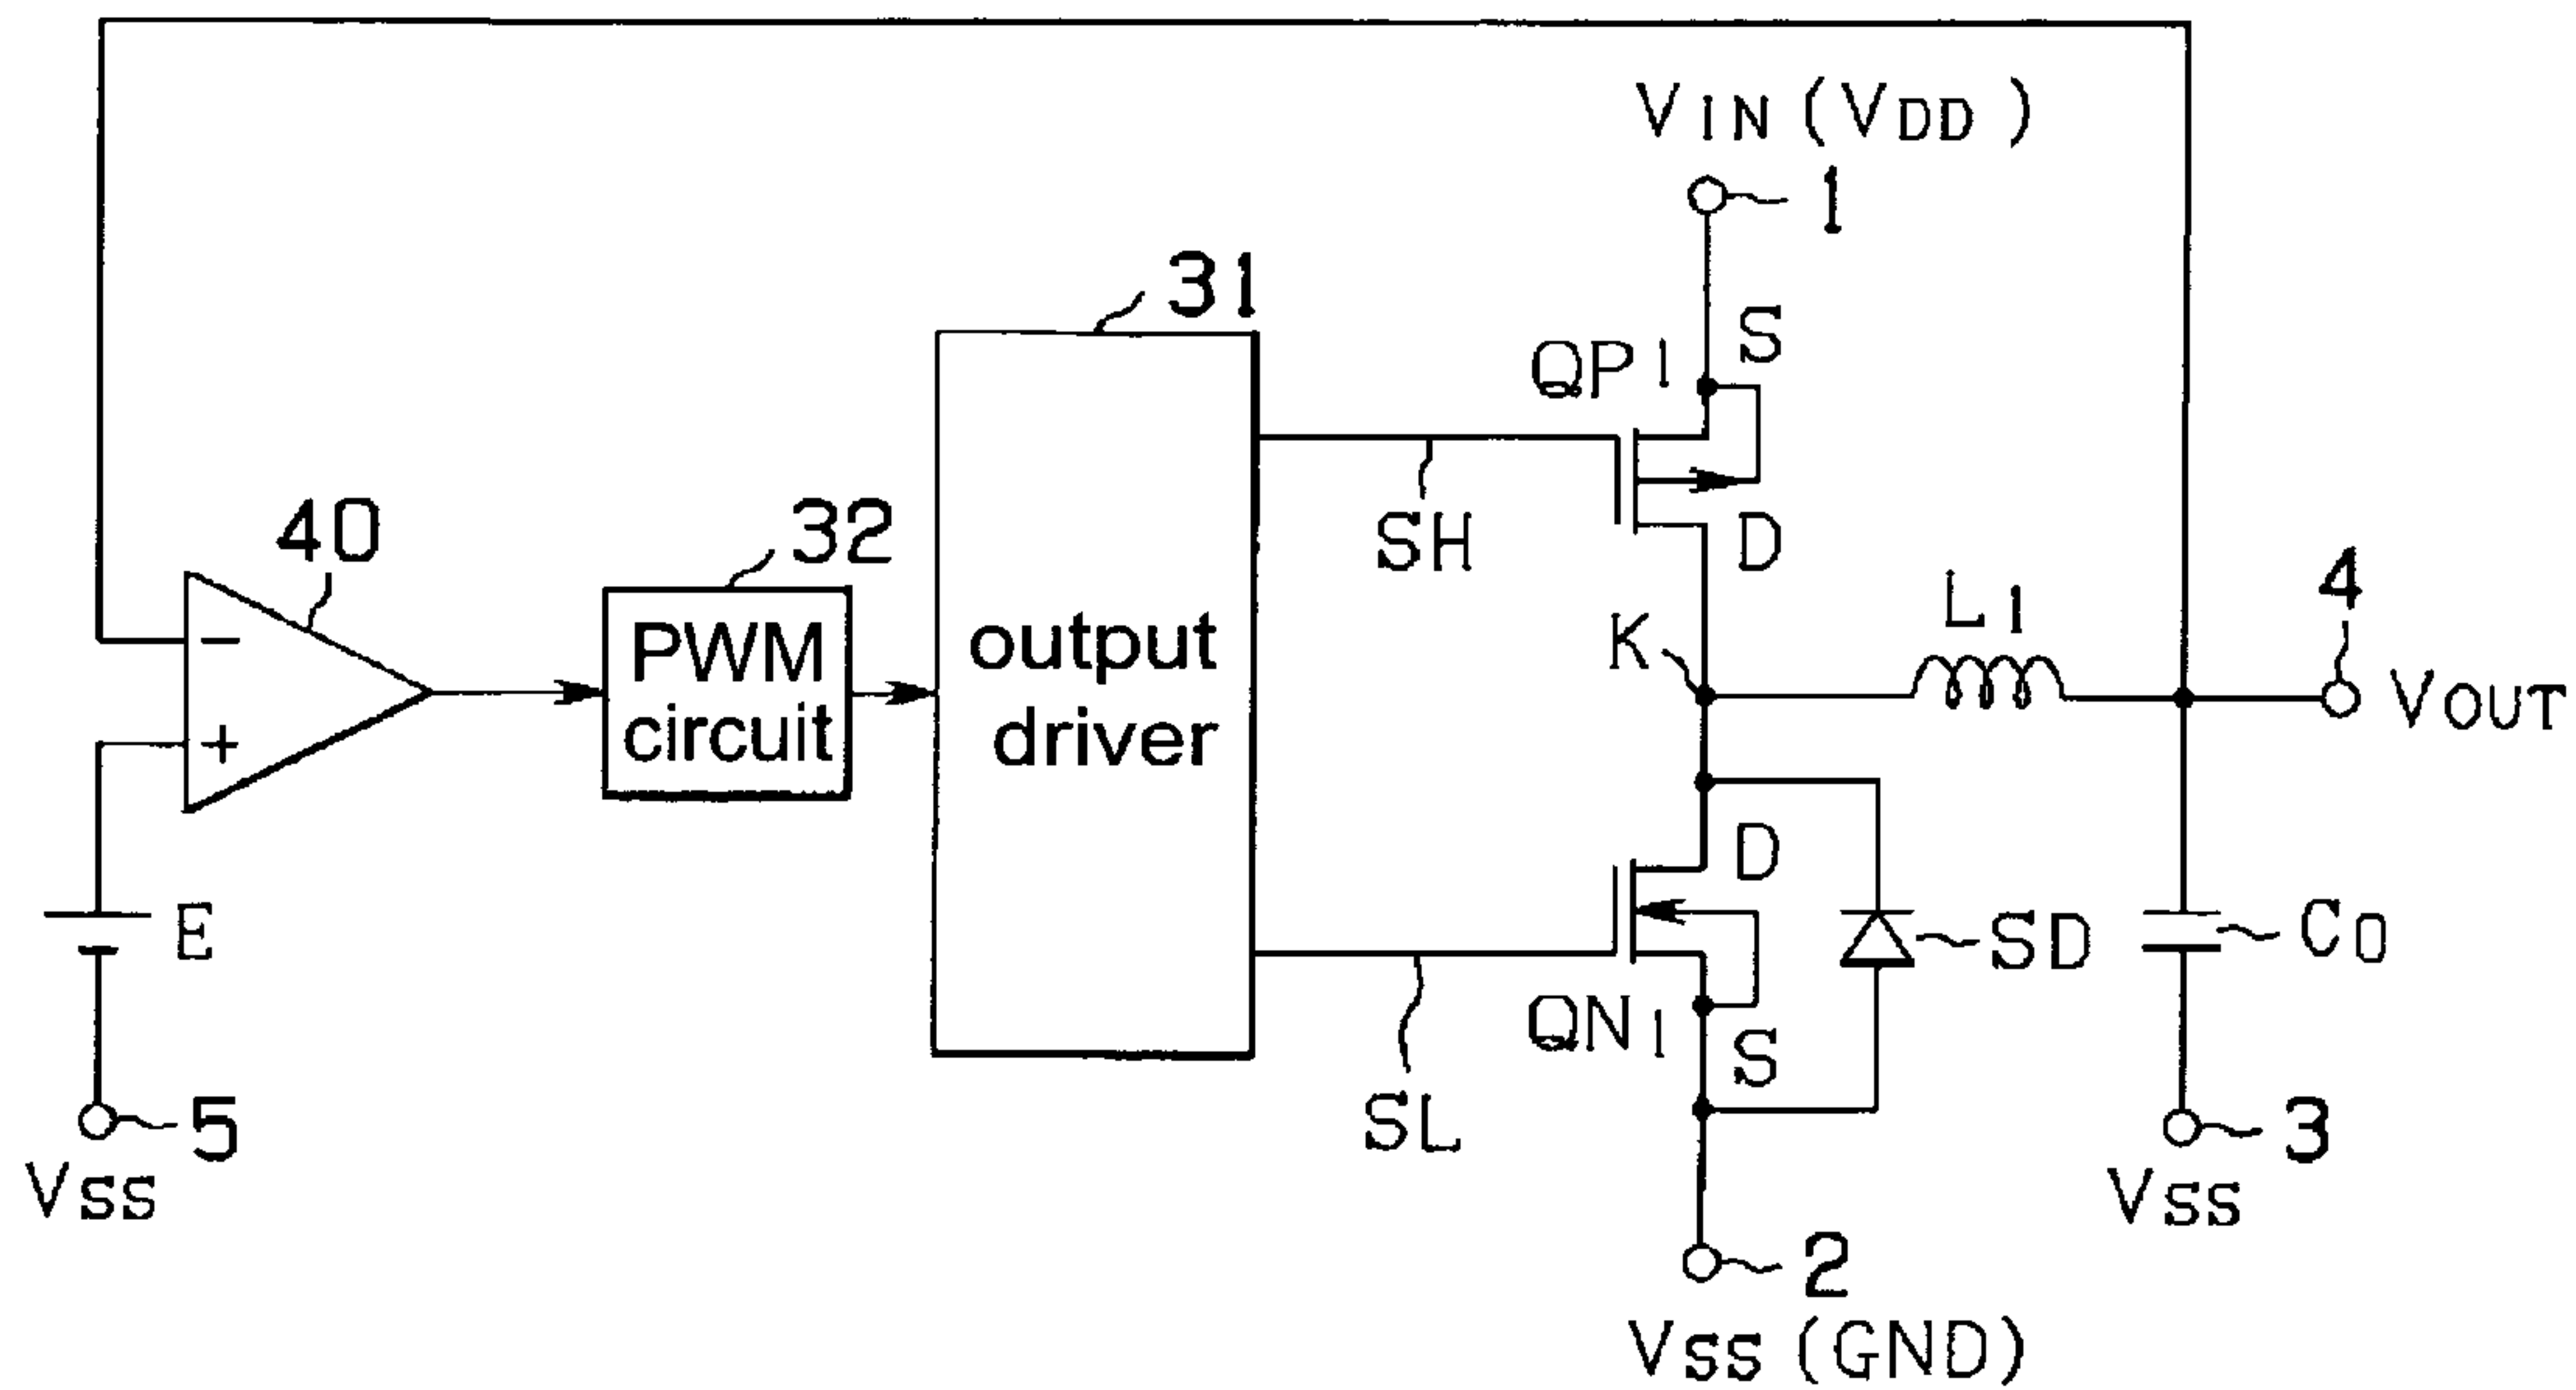 VIN (VDD)
1
31
S
QP1
40
32
SH
D
4
L1
PWM
circuit
output
driver
K
VOUT
-
+
D
E
SD
CO
QN1
S
5
SL
3
VSS
VSS
2
VSS (GND)